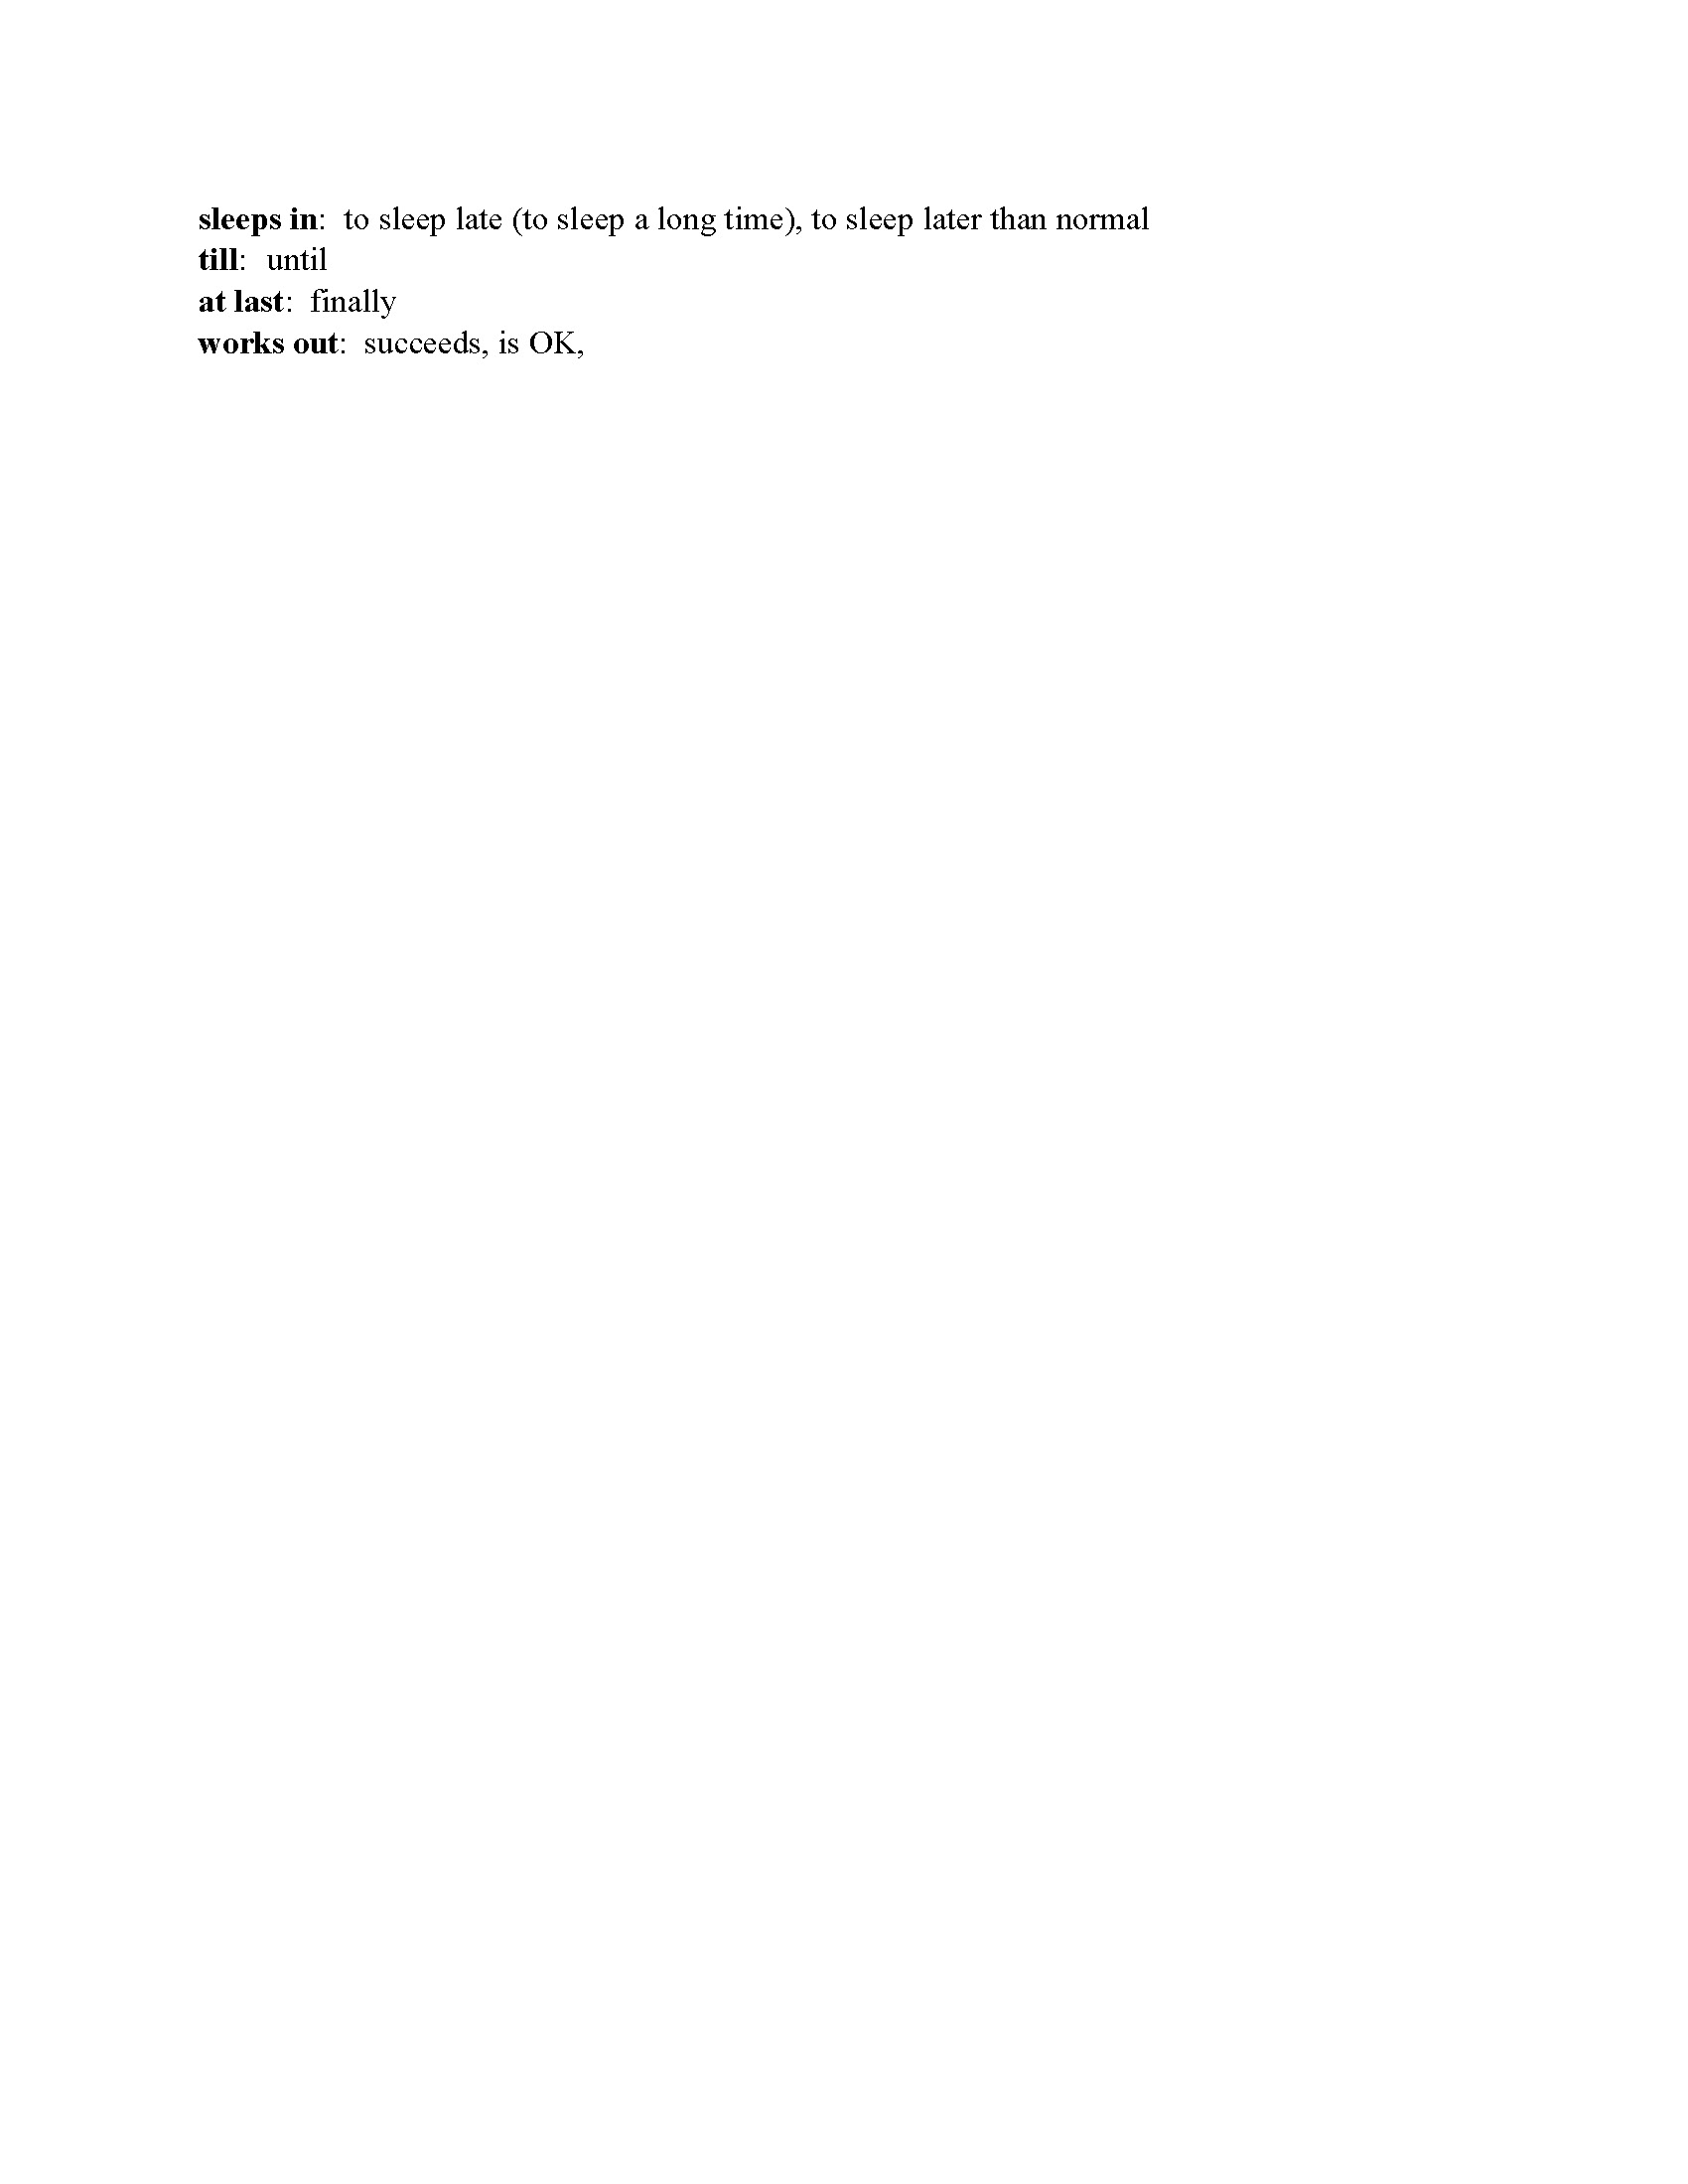 sleeps in:  to sleep late (to sleep a long time), to sleep later than normal
till:  until
at last:  finally
works out:  succeeds, is OK,